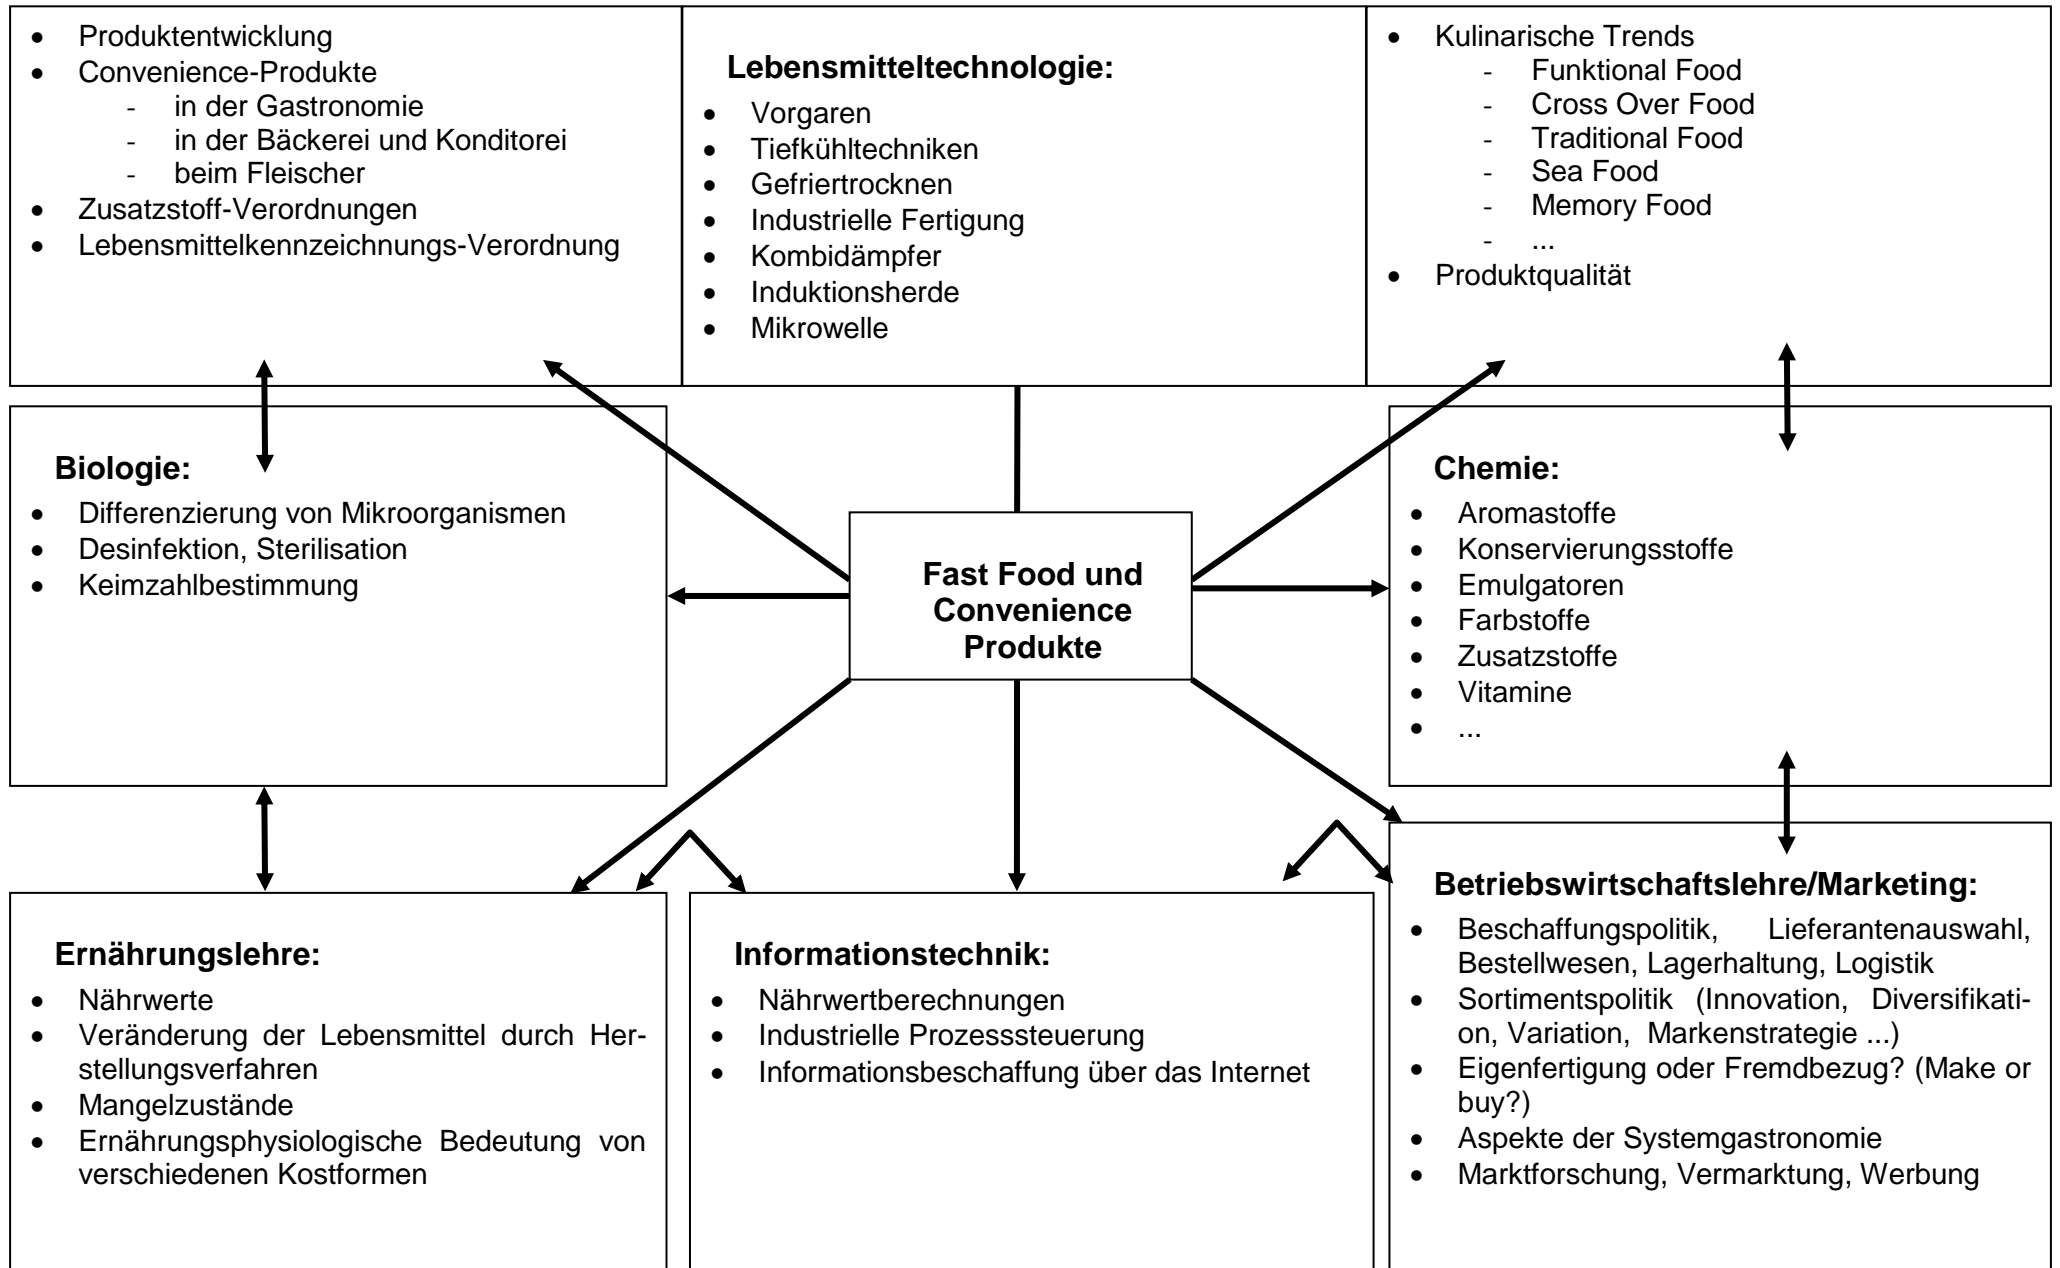 • Produktentwicklung
• Convenience-Produkte
- in der Gastronomie
- in der Bäckerei und Konditorei
- beim Fleischer
• Zusatzstoff-Verordnungen
• Lebensmittelkennzeichnungs-Verordnung
Lebensmitteltechnologie:
• Vorgaren
• Tiefkühltechniken
• Gefriertrocknen
• Industrielle Fertigung
• Kombidämpfer
• Induktionsherde
• Mikrowelle
• Kulinarische Trends
- Funktional Food
- Cross Over Food
- Traditional Food
- Sea Food
- Memory Food
- ...
• Produktqualität
Biologie:
• Differenzierung von Mikroorganismen
• Desinfektion, Sterilisation
• Keimzahlbestimmung
Fast Food und
Convenience
Produkte
Chemie:
• Aromastoffe
• Konservierungsstoffe
• Emulgatoren
• Farbstoffe
• Zusatzstoffe
• Vitamine
• ...
Ernährungslehre:
• Nährwerte
• Veränderung der Lebensmittel durch Her-
stellungsverfahren
• Mangelzustände
• Ernährungsphysiologische Bedeutung von
verschiedenen Kostformen
Informationstechnik:
• Nährwertberechnungen
• Industrielle Prozesssteuerung
• Informationsbeschaffung über das Internet
Betriebswirtschaftslehre/Marketing:
• Beschaffungspolitik, Lieferantenauswahl,
Bestellwesen, Lagerhaltung, Logistik
• Sortimentspolitik (Innovation, Diversifikati-
on, Variation, Markenstrategie ...)
• Eigenfertigung oder Fremdbezug? (Make or
buy?)
• Aspekte der Systemgastronomie
• Marktforschung, Vermarktung, Werbung